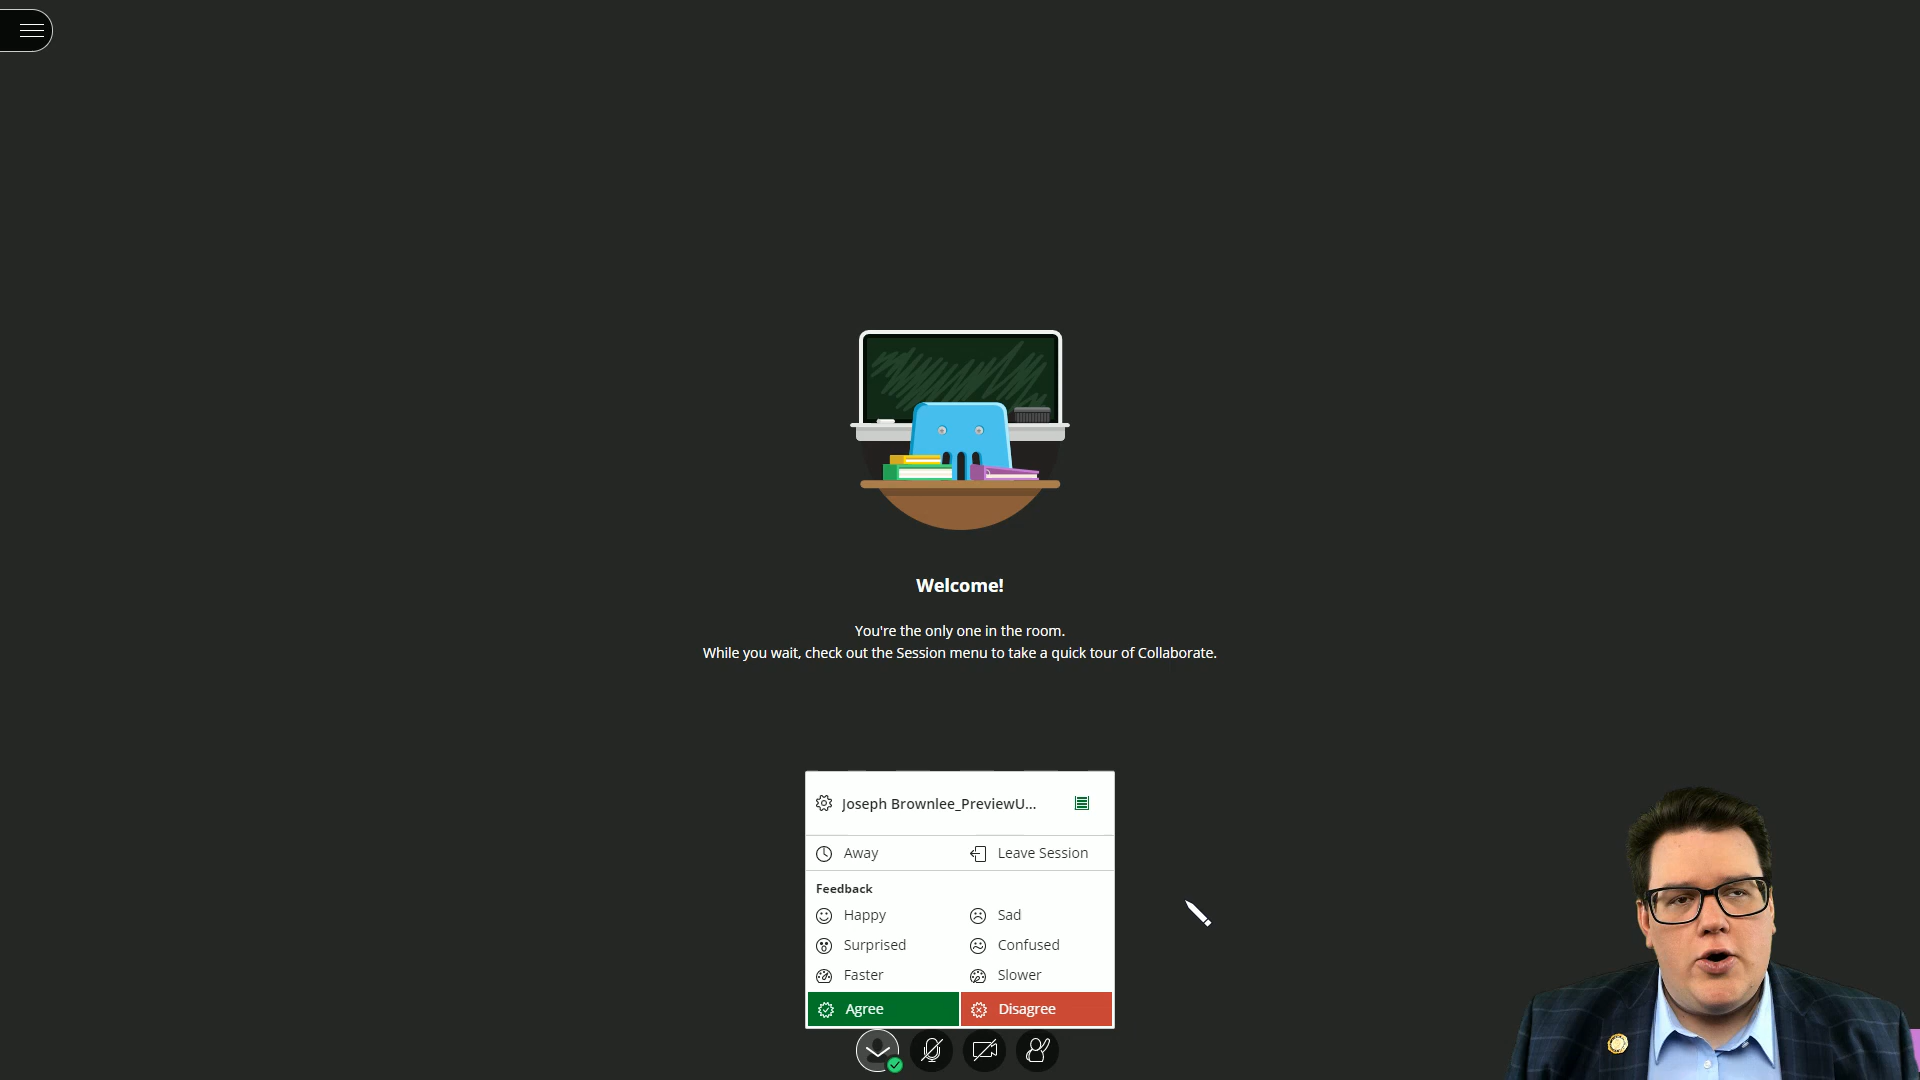 Welcome!
You're the only one in the room.
While you wait, check out the Session menu to take a quick tour of Collaborate.
Joseph Brownlee_PreviewU...
Away
Leave Session
Feedback
Happy
Sad
Surprised
Confused
Faster
Slower
Agree
Disagree